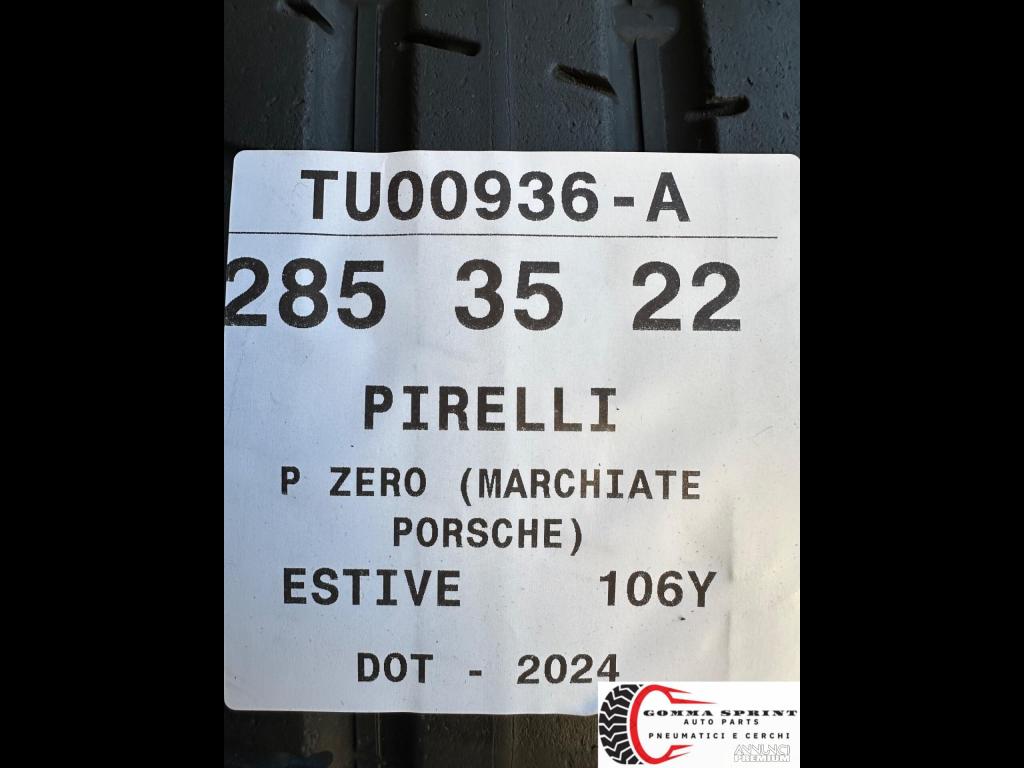 TU00936-A
285 35 22
PIRELLI
P ZERO (MARCHIATE
PORSCHE)
ESTIVE 106Y
DOT - 2024
GOMMA SPRINT
AUTO PARTS
PNEUMATICI E CERCHI
ANNUNCI
PREMIUM